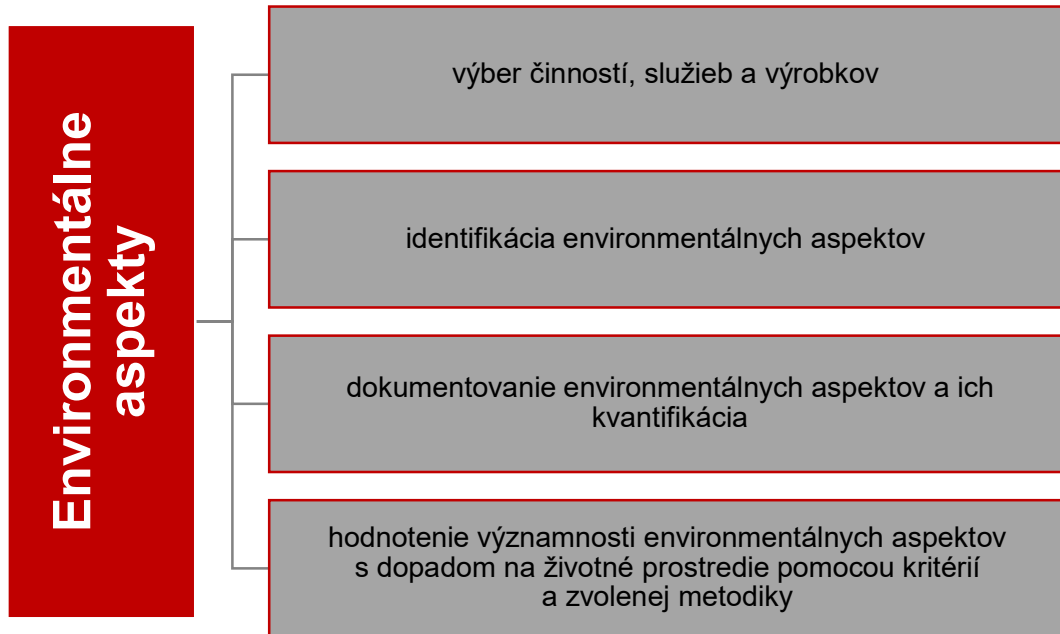 Environmentálne
aspekty
výber činností, služieb a výrobkov
identifikácia environmentálnych aspektov
dokumentovanie environmentálnych aspektov a ich
kvantifikácia
hodnotenie významnosti environmentálnych aspektov
s dopadom na životné prostredie pomocou kritérií
a zvolenej metodiky